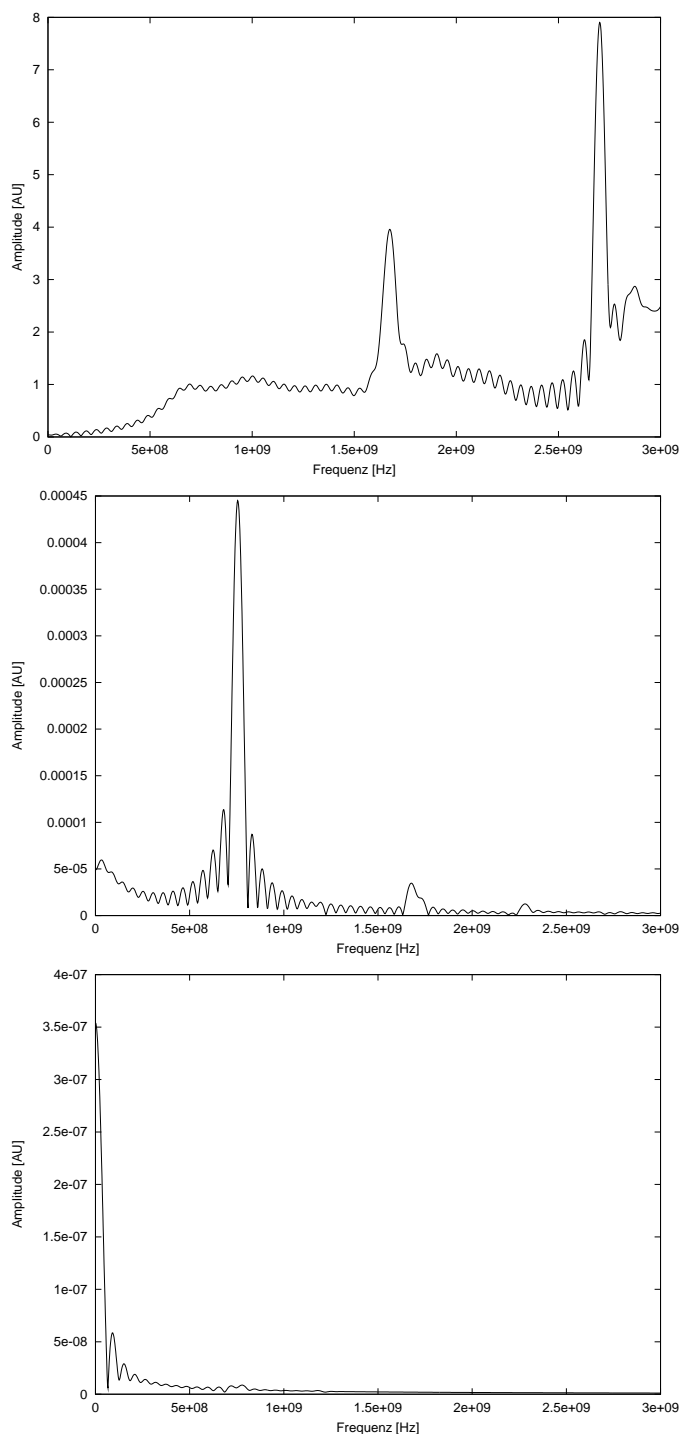 8
7
6
5
4
3
2
1
0
Amplitude [AU]
0 5e+08 1e+09 1.5e+09 2e+09 2.5e+09 3e+09
Frequenz [Hz]
0.00045
0.0004
0.00035
0.0003
0.00025
0.0002
0.00015
0.0001
5e-05
0
Amplitude [AU]
0 5e+08 1e+09 1.5e+09 2e+09 2.5e+09 3e+09
Frequenz [Hz]
4e-07
3.5e-07
3e-07
2.5e-07
2e-07
1.5e-07
1e-07
5e-08
0
Amplitude [AU]
0 5e+08 1e+09 1.5e+09 2e+09 2.5e+09 3e+09
Frequenz [Hz]